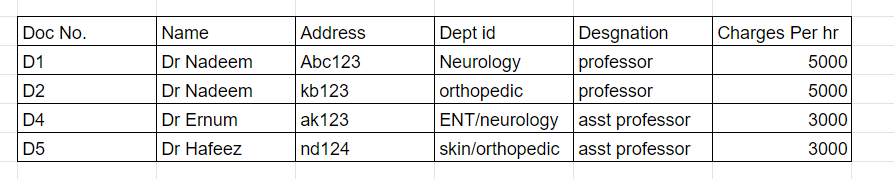 Doc No. Name Address Dept id Desgnation Charges Per hr
D1 Dr Nadeem Abc123 Neurology professor 5000
D2 Dr Nadeem kb123 orthopedic professor 5000
D4 Dr Ernum ak123 ENT/neurology asst professor 3000
D5 Dr Hafeez nd124 skin/orthopedic asst professor 3000